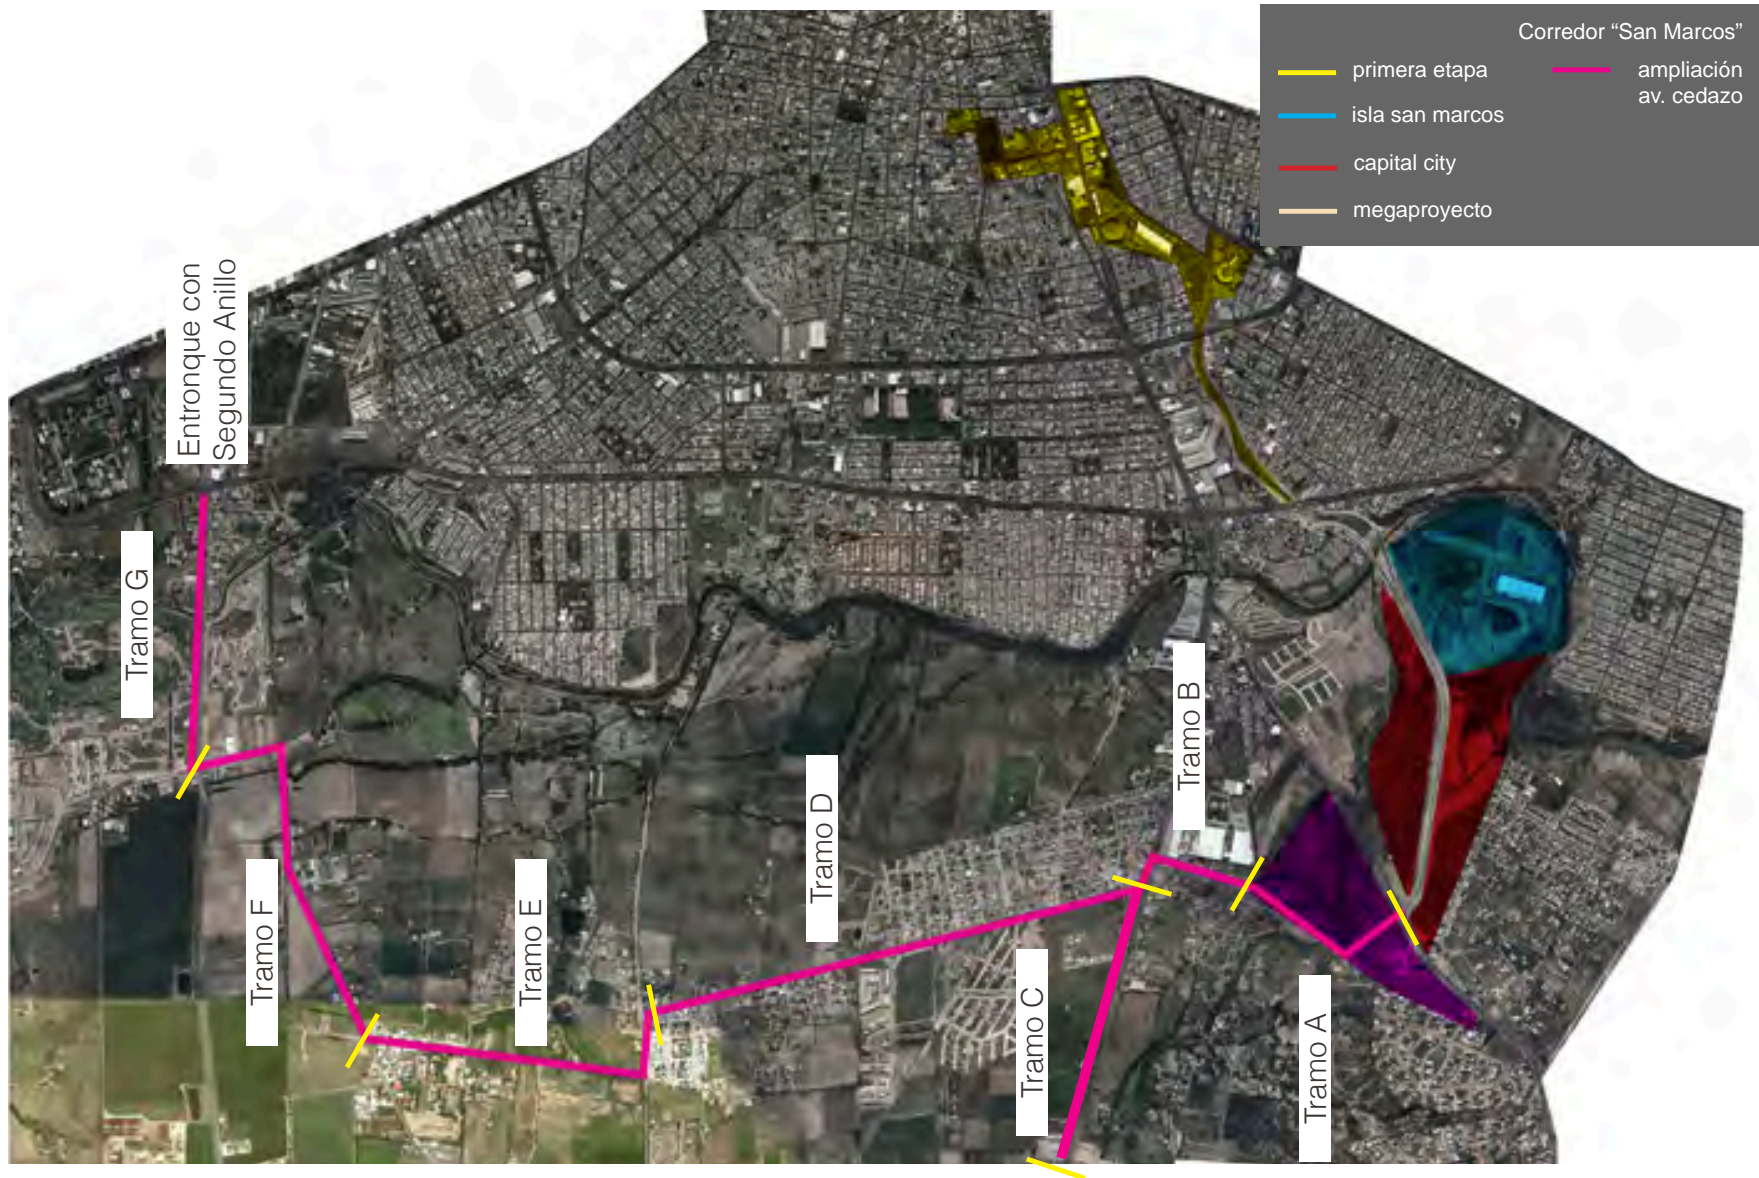 Corredor “San Marcos”
primera etapa
isla san marcos
capital city
megaproyecto
ampliación
av. cedazo
Entronque con
Segundo Anillo
Tramo G
Tramo F
Tramo E
Tramo D
Tramo C
Tramo B
Tramo A